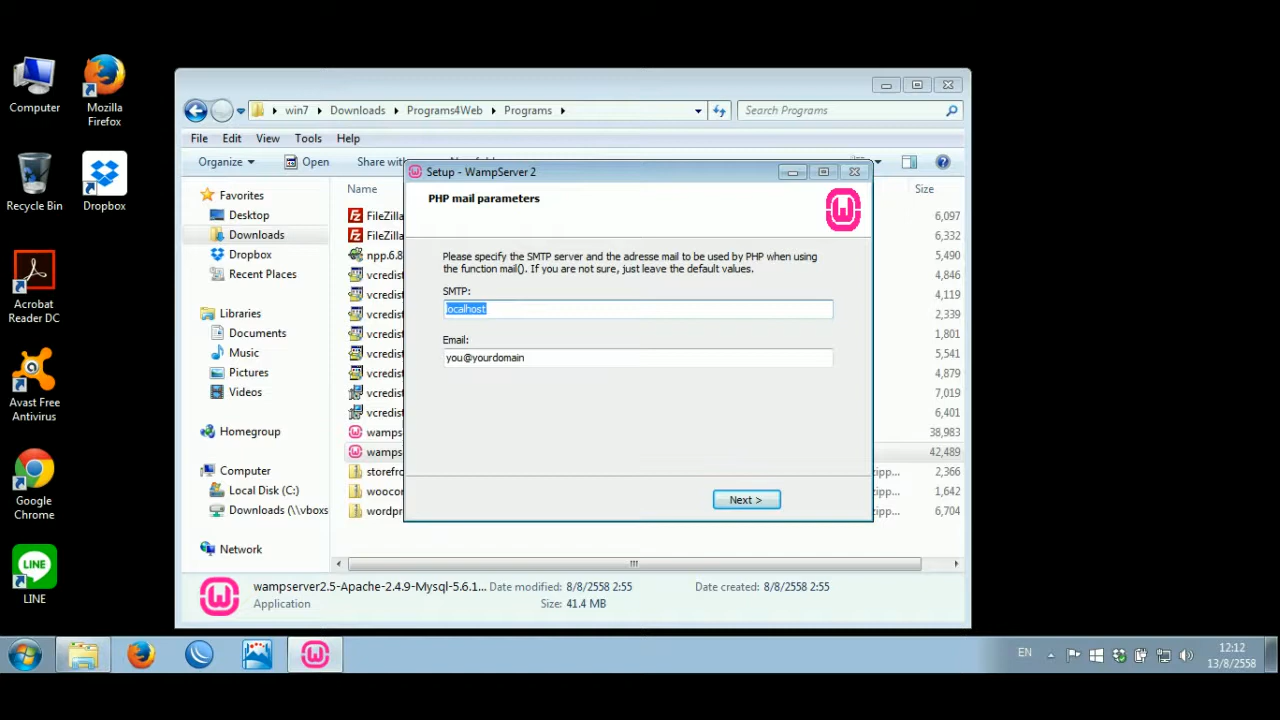 Computer
Mozilla
Firefox
Recycle Bin
Dropbox
Acrobat
Reader DC
Avast Free
Antivirus
Google
Chrome
LINE
LINE
win7
Downloads
Programs4Web
Programs
Search Programs
File
Edit
View
Tools
Help
Organize
Open
Share with
Favorites
Desktop
Downloads
Dropbox
Recent Places
Libraries
Documents
Music
Pictures
Videos
Homegroup
Computer
Local Disk (C:)
Downloads (\\vboxs
Network
Name
Size
FileZilla
6,097
FileZilla
6,332
npp.6.8
5,490
vcredist
4,846
vcredist
4,119
vcredist
2,339
vcredist
1,801
vcredist
5,541
vcredist
4,879
vcredist
7,019
vcredist
6,401
wamps
38,983
wamps
42,489
storefro
zipp...
2,366
woocor
zipp...
1,642
wordpr
zipp...
6,704
Setup - WampServer 2
PHP mail parameters
Please specify the SMTP server and the adresse mail to be used by PHP when using
the function mail(). If you are not sure, just leave the default values.
SMTP:
localhost
Email:
you@yourdomain
Next >
wampserver2.5-Apache-2.4.9-Mysql-5.6.1... Date modified: 8/8/2558 2:55 Date created: 8/8/2558 2:55
Application Size: 41.4 MB
EN
12:12
13/8/2558